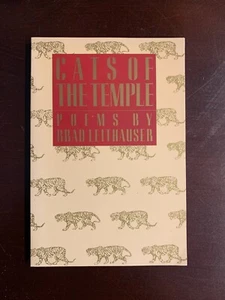 CATS OF
THE TEMPLE
POEMS BY
BRAD LEITHAUSER